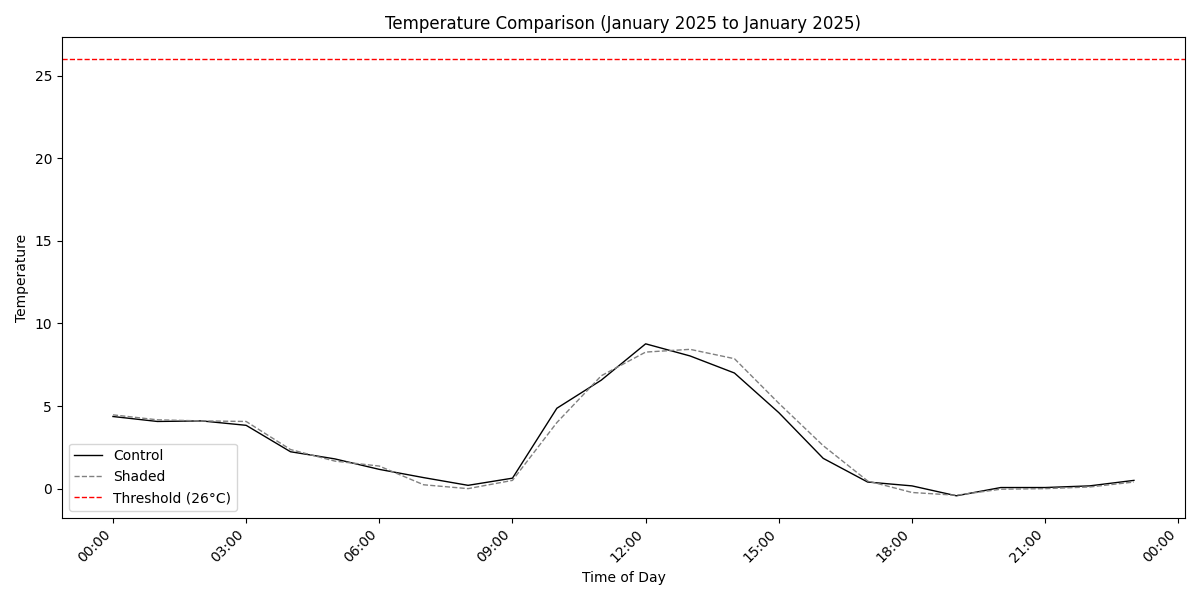 Temperature Comparison (January 2025 to January 2025)
Temperature
25
20
15
10
5
0
Control
Shaded
Threshold (26°C)
00:00
03:00
06:00
09:00
12:00
15:00
18:00
21:00
00:00
Time of Day